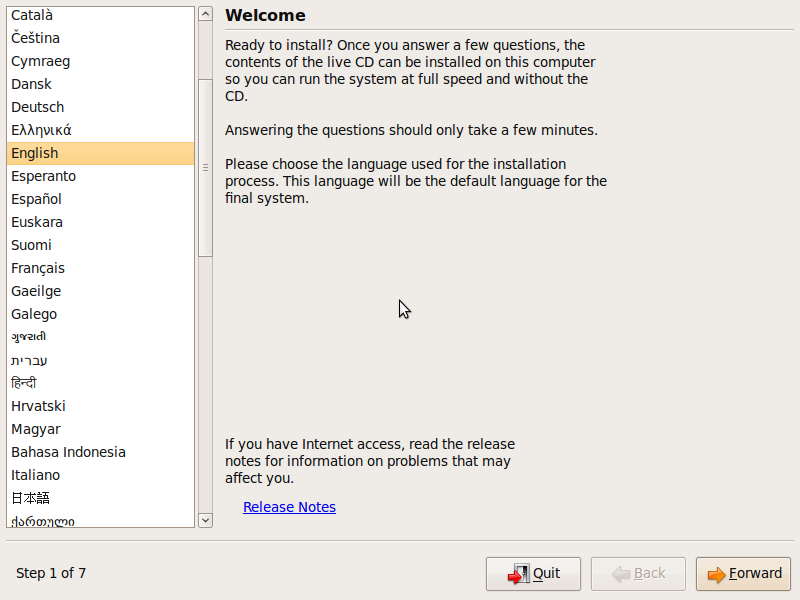 Català
Čeština
Cymraeg
Dansk
Deutsch
Ελληνικά
English
Esperanto
Español
Euskara
Suomi
Français
Gaeilge
Galego
ગુજરાતી
עברית
हिन्दी
Hrvatski
Magyar
Bahasa Indonesia
Italiano
日本語
ქართული
Welcome
Ready to install? Once you answer a few questions, the
contents of the live CD can be installed on this computer
so you can run the system at full speed and without the
CD.
Answering the questions should only take a few minutes.
Please choose the language used for the installation
process. This language will be the default language for the
final system.
If you have Internet access, read the release
notes for information on problems that may
affect you.
Release Notes
Step 1 of 7
Quit
Back
Forward